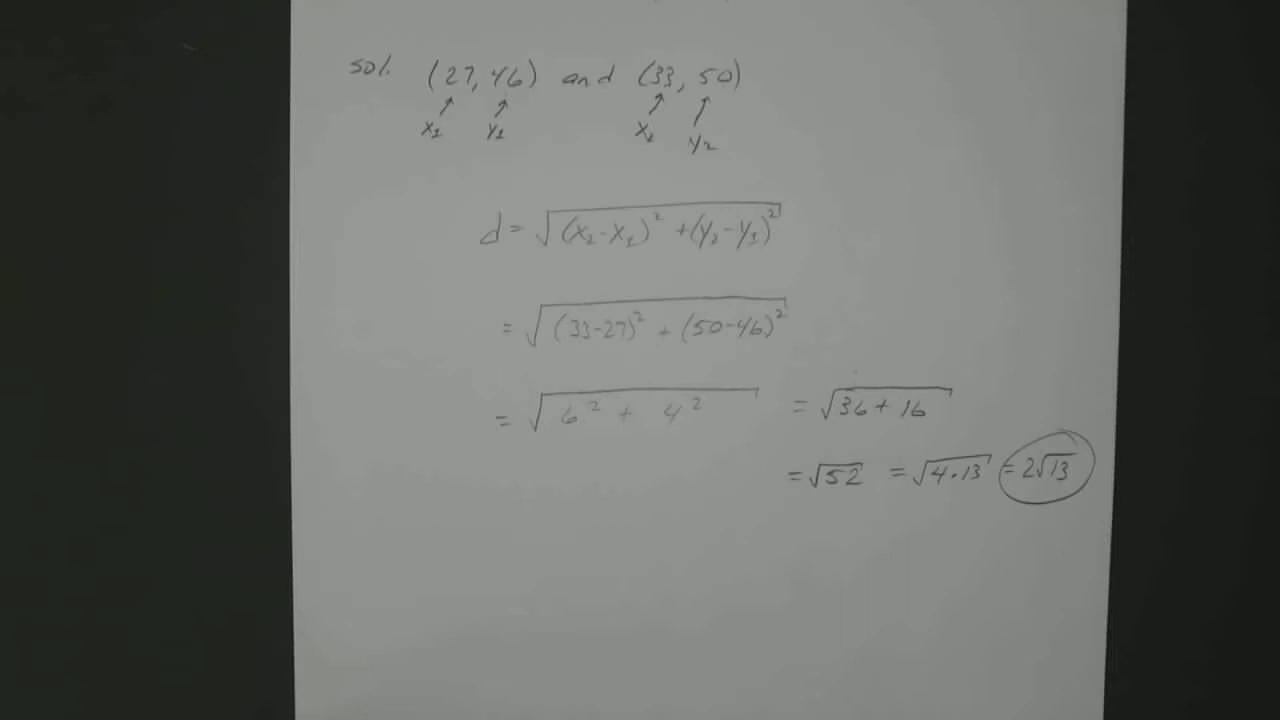 sol. (27, 46) and (33, 50)
x₁ y₁ x₂ y₂
d = √((x₂-x₁)² + (y₂-y₁)²)
= √((33-27)² + (50-46)²)
= √(6² + 4²) = √(36 + 16)
= √52 = √(4·13) = 2√13